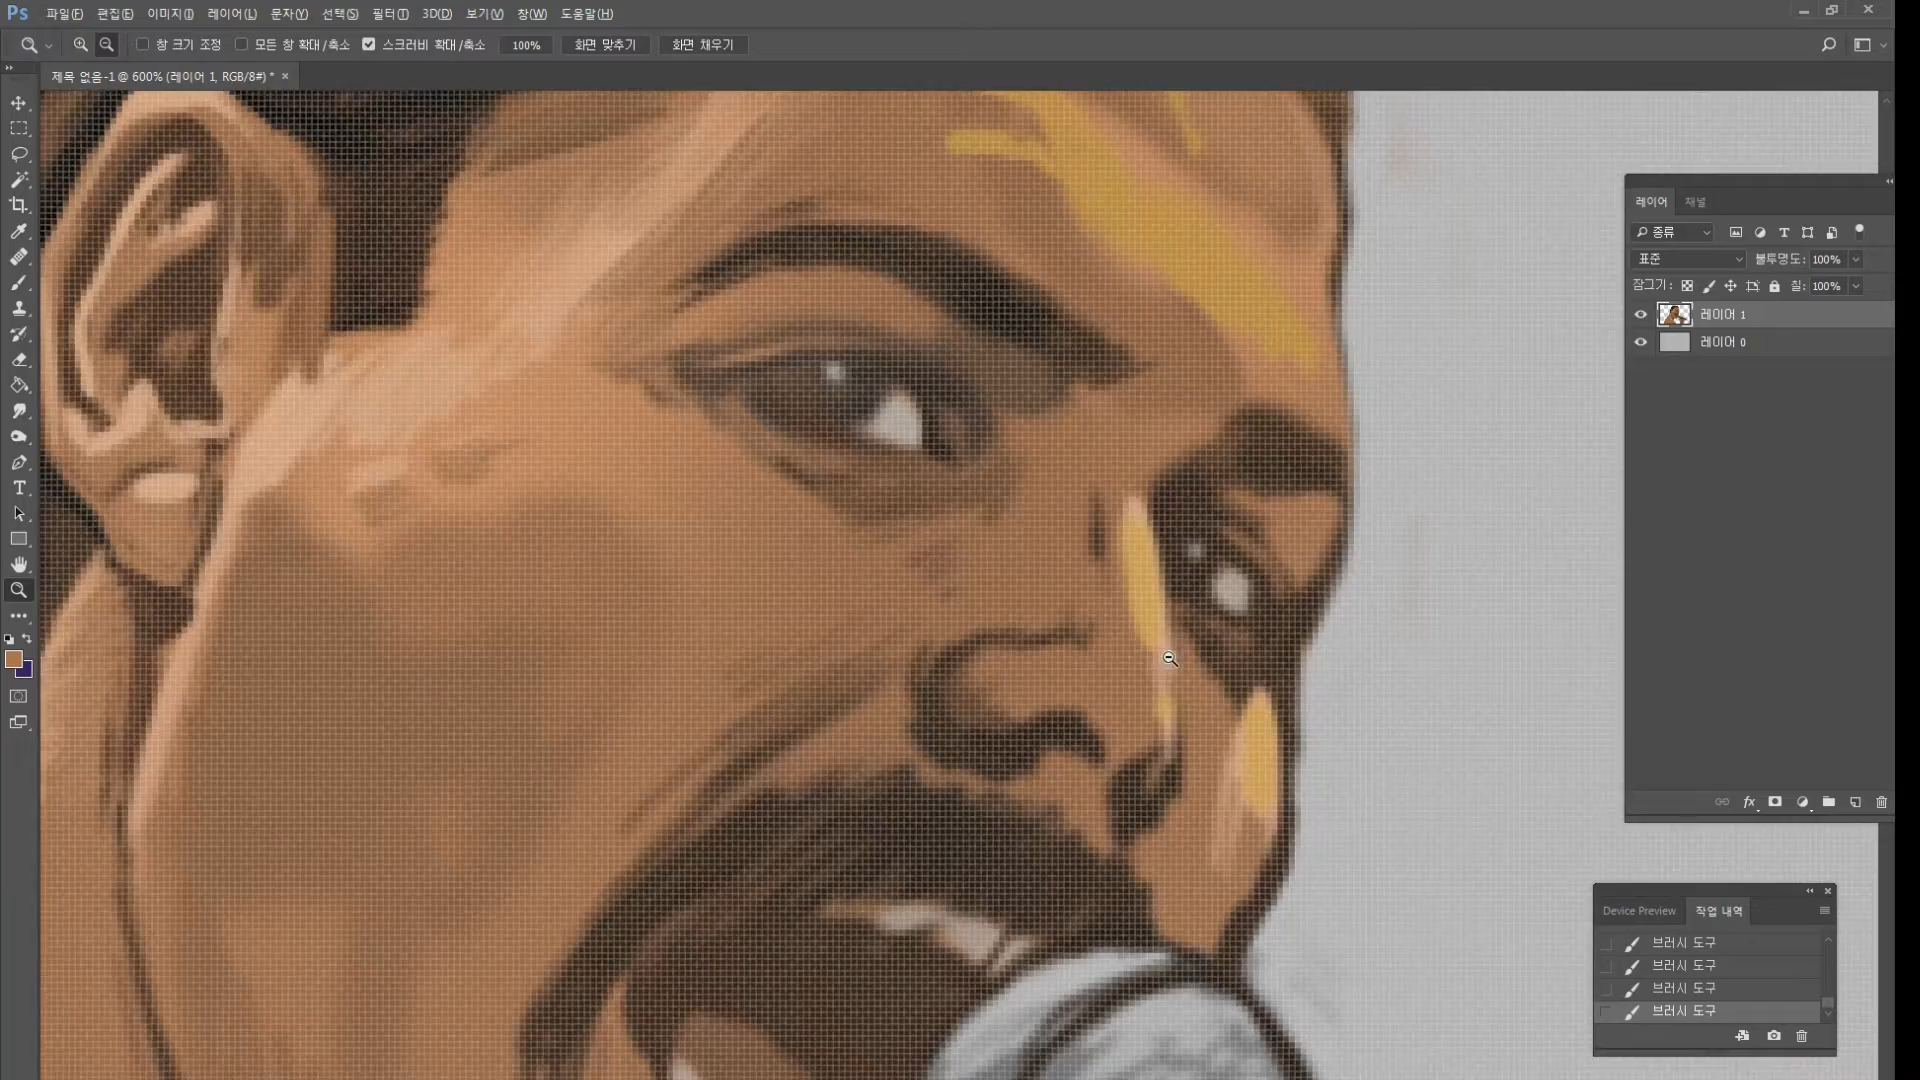 Ps 파일(F) 편집(E) 이미지(I) 레이어(L) 문자(Y) 선택(S) 필터(T) 3D(D) 보기(V) 창(W) 도움말(H)
창 크기 조정 모든 창 확대/축소 스크러비 확대/축소 100% 화면 맞추기 화면 채우기
제목 없음-1 @ 600% (레이어 1, RGB/8#) *
레이어 채널
종류
표준 불투명도: 100%
잠그기: 칠: 100%
레이어 1
레이어 0
fx
Device Preview 작업 내역
브러시 도구
브러시 도구
브러시 도구
브러시 도구